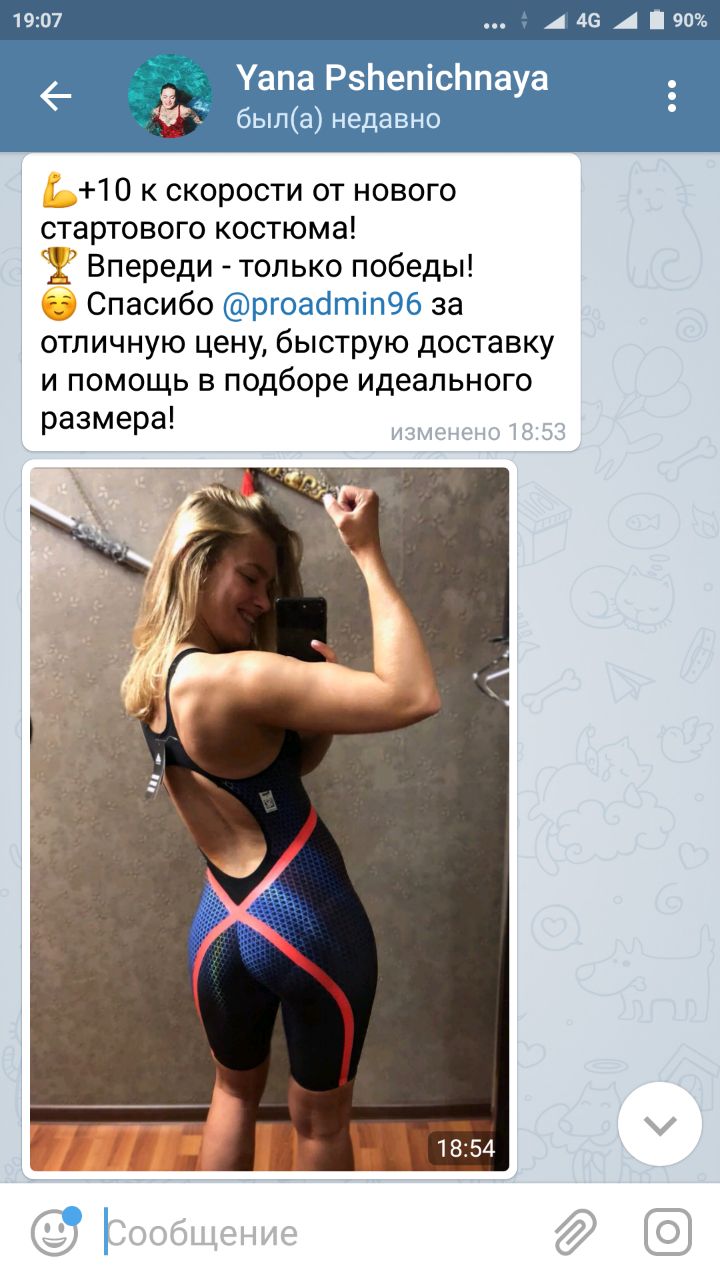 19:07
4G
90%
Yana Pshenichnaya
был(а) недавно
💪+10 к скорости от нового
стартового костюма!
🏆 Впереди - только победы!
☺️ Спасибо @proadmin96 за
отличную цену, быструю доставку
и помощь в подборе идеального
размера!
изменено 18:53
18:54
Сообщение